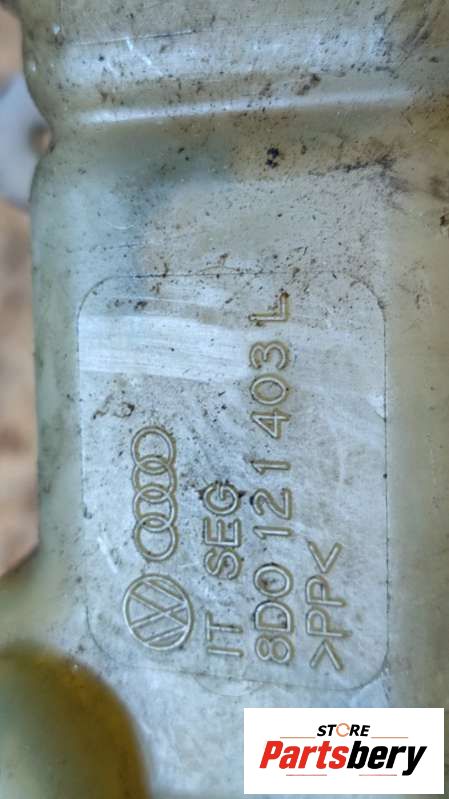 IT SEG
8D0 121 403 L
>PP<
STORE
Partsbery